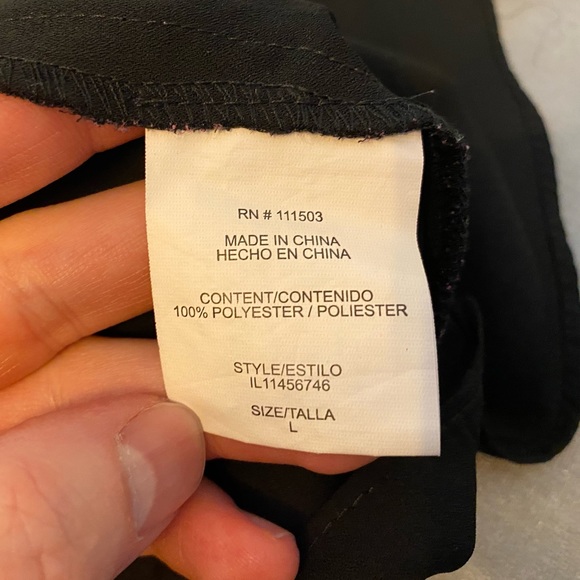 RN # 111503
MADE IN CHINA
HECHO EN CHINA
CONTENT/CONTENIDO
100% POLYESTER / POLIESTER
STYLE/ESTILO
IL11456746
SIZE/TALLA
L